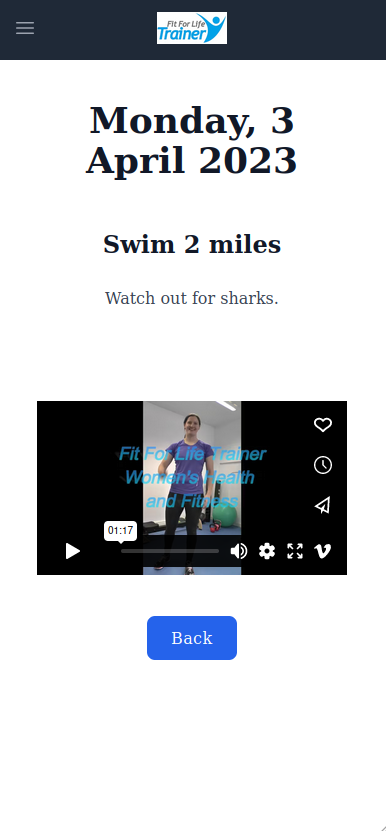 Fit For Life
Trainer
Monday, 3
April 2023
Swim 2 miles
Watch out for sharks.
Fit For Life Trainer
Women's Health
and Fitness
01:17
Back